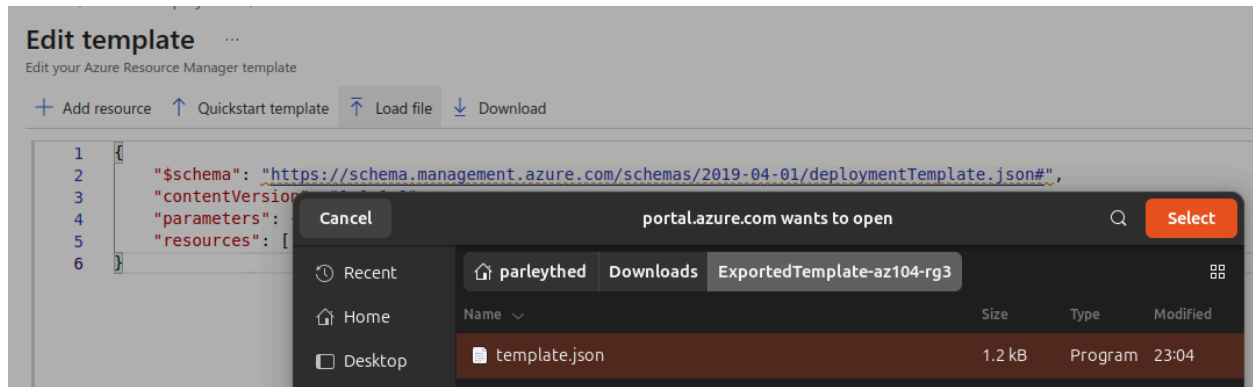 Edit template ...
Edit your Azure Resource Manager template
Add resource Quickstart template Load file Download
1 {
2 "$schema": "https://schema.management.azure.com/schemas/2019-04-01/deploymentTemplate.json#",
3 "contentVersion
4 "parameters":
5 "resources": [
6 }
Cancel portal.azure.com wants to open Select
Recent
parleythed Downloads ExportedTemplate-az104-rg3
Home
Name Size Type Modified
Desktop
template.json 1.2 kB Program 23:04